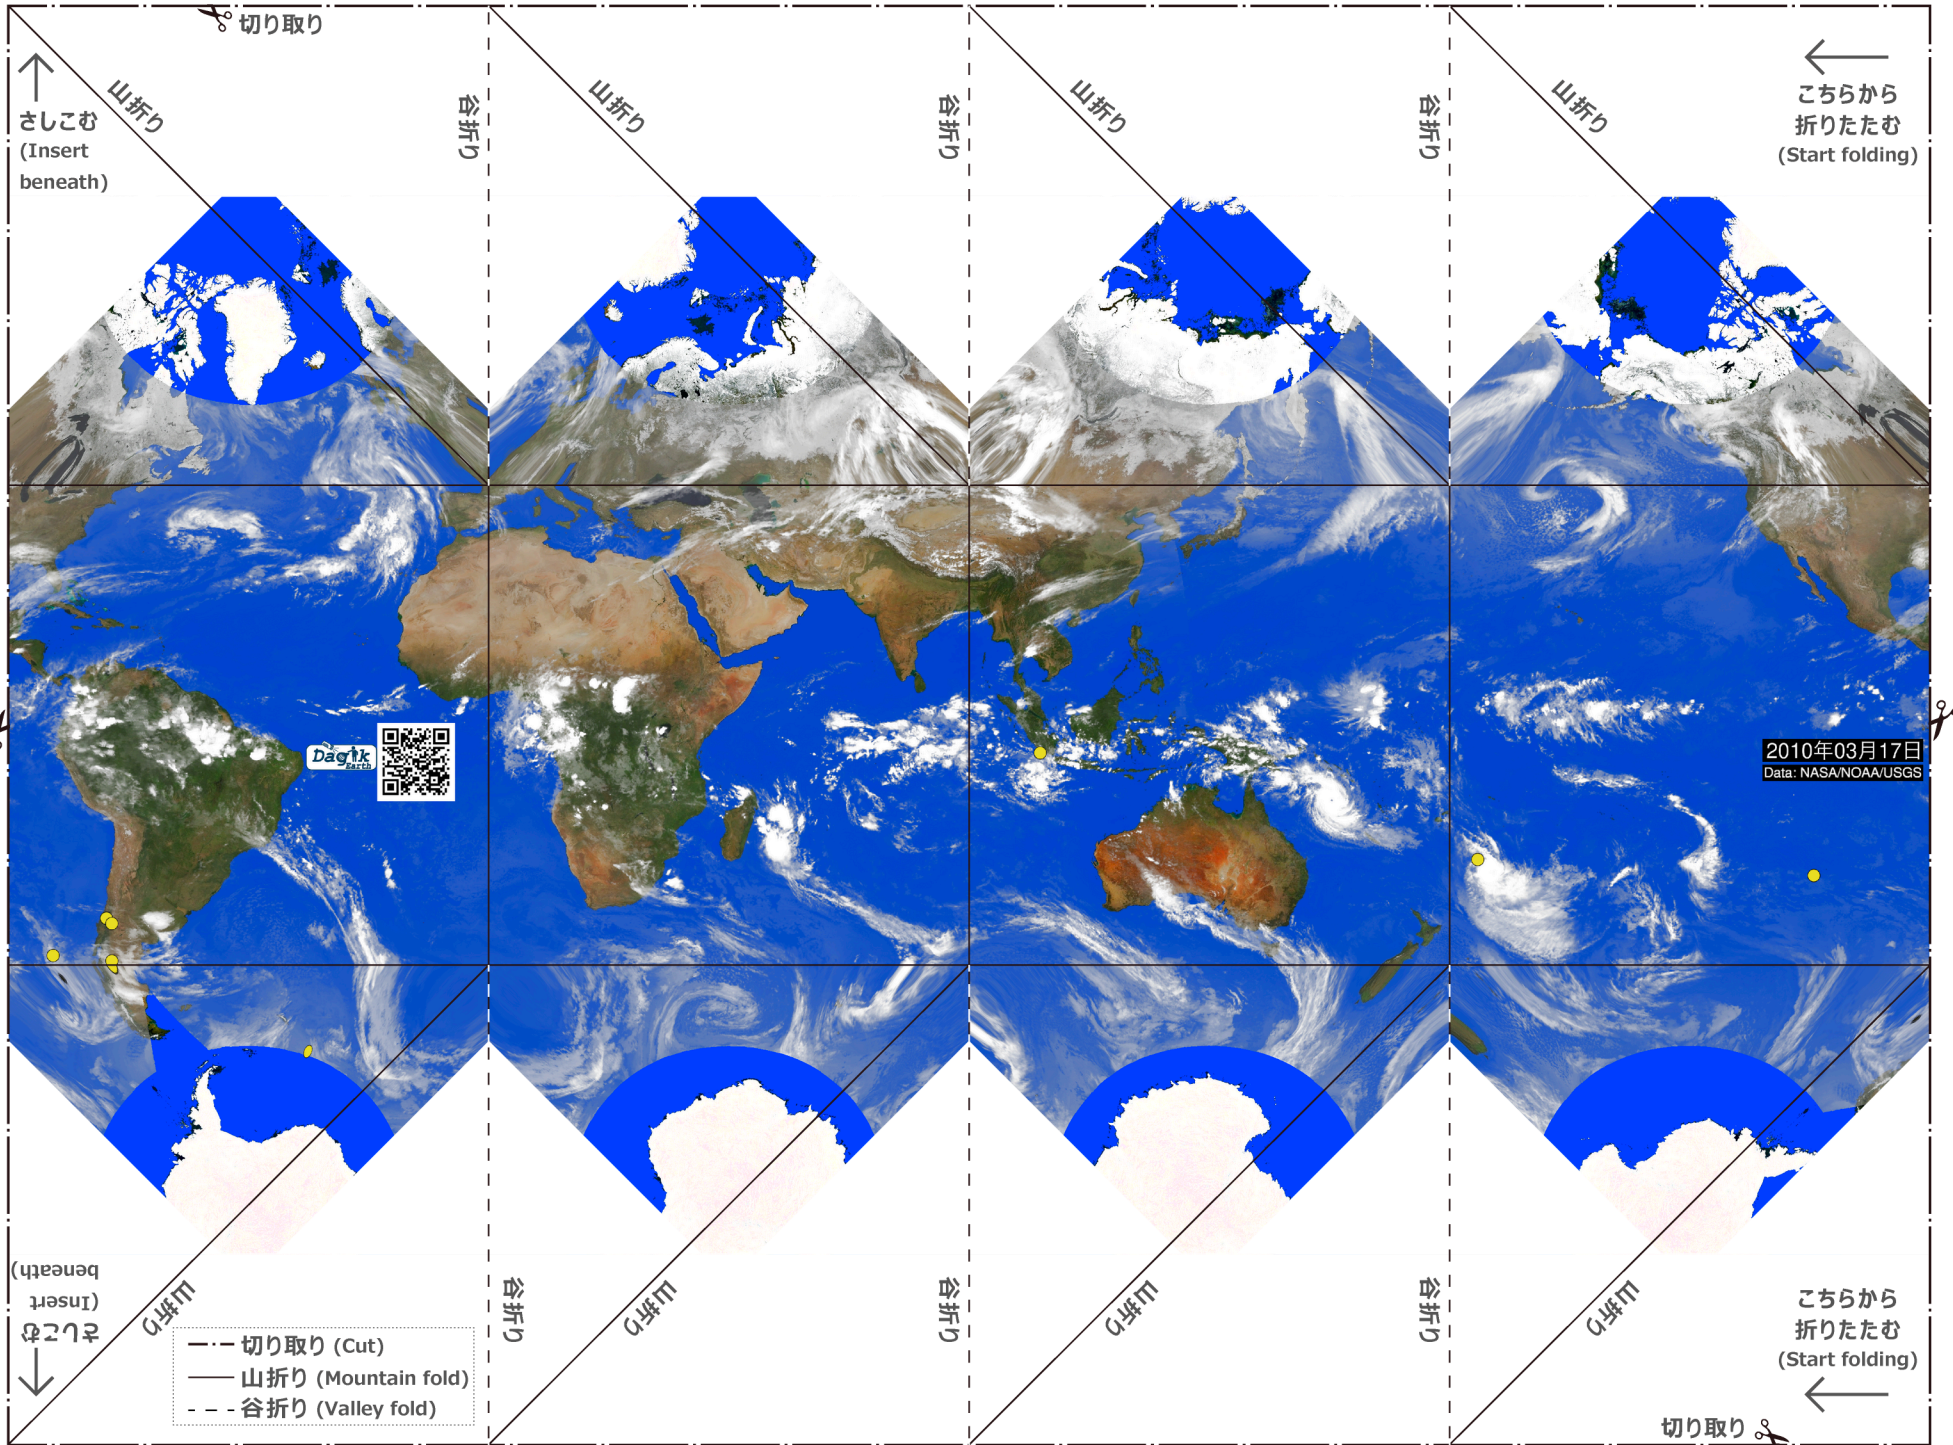 切り取り
さしこむ
(Insert
beneath)
山折り
谷折り
山折り
谷折り
山折り
谷折り
山折り
こちらから
折りたたむ
(Start folding)
Dagik
Earth
2010年03月17日
Data: NASA/NOAA/USGS
さしこむ
(Insert
beneath)
山折り
谷折り
山折り
谷折り
山折り
谷折り
山折り
こちらから
折りたたむ
(Start folding)
切り取り (Cut)
山折り (Mountain fold)
谷折り (Valley fold)
切り取り